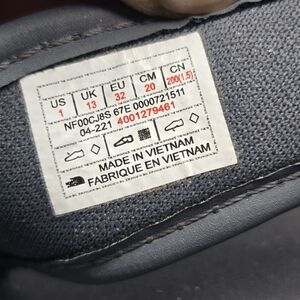 US UK EU CM CN
1 13 32 20 200(1.5)
NF00CJ8S 67E 0000721511
04-221 4001279461
MADE IN VIETNAM
FABRIQUE EN VIETNAM